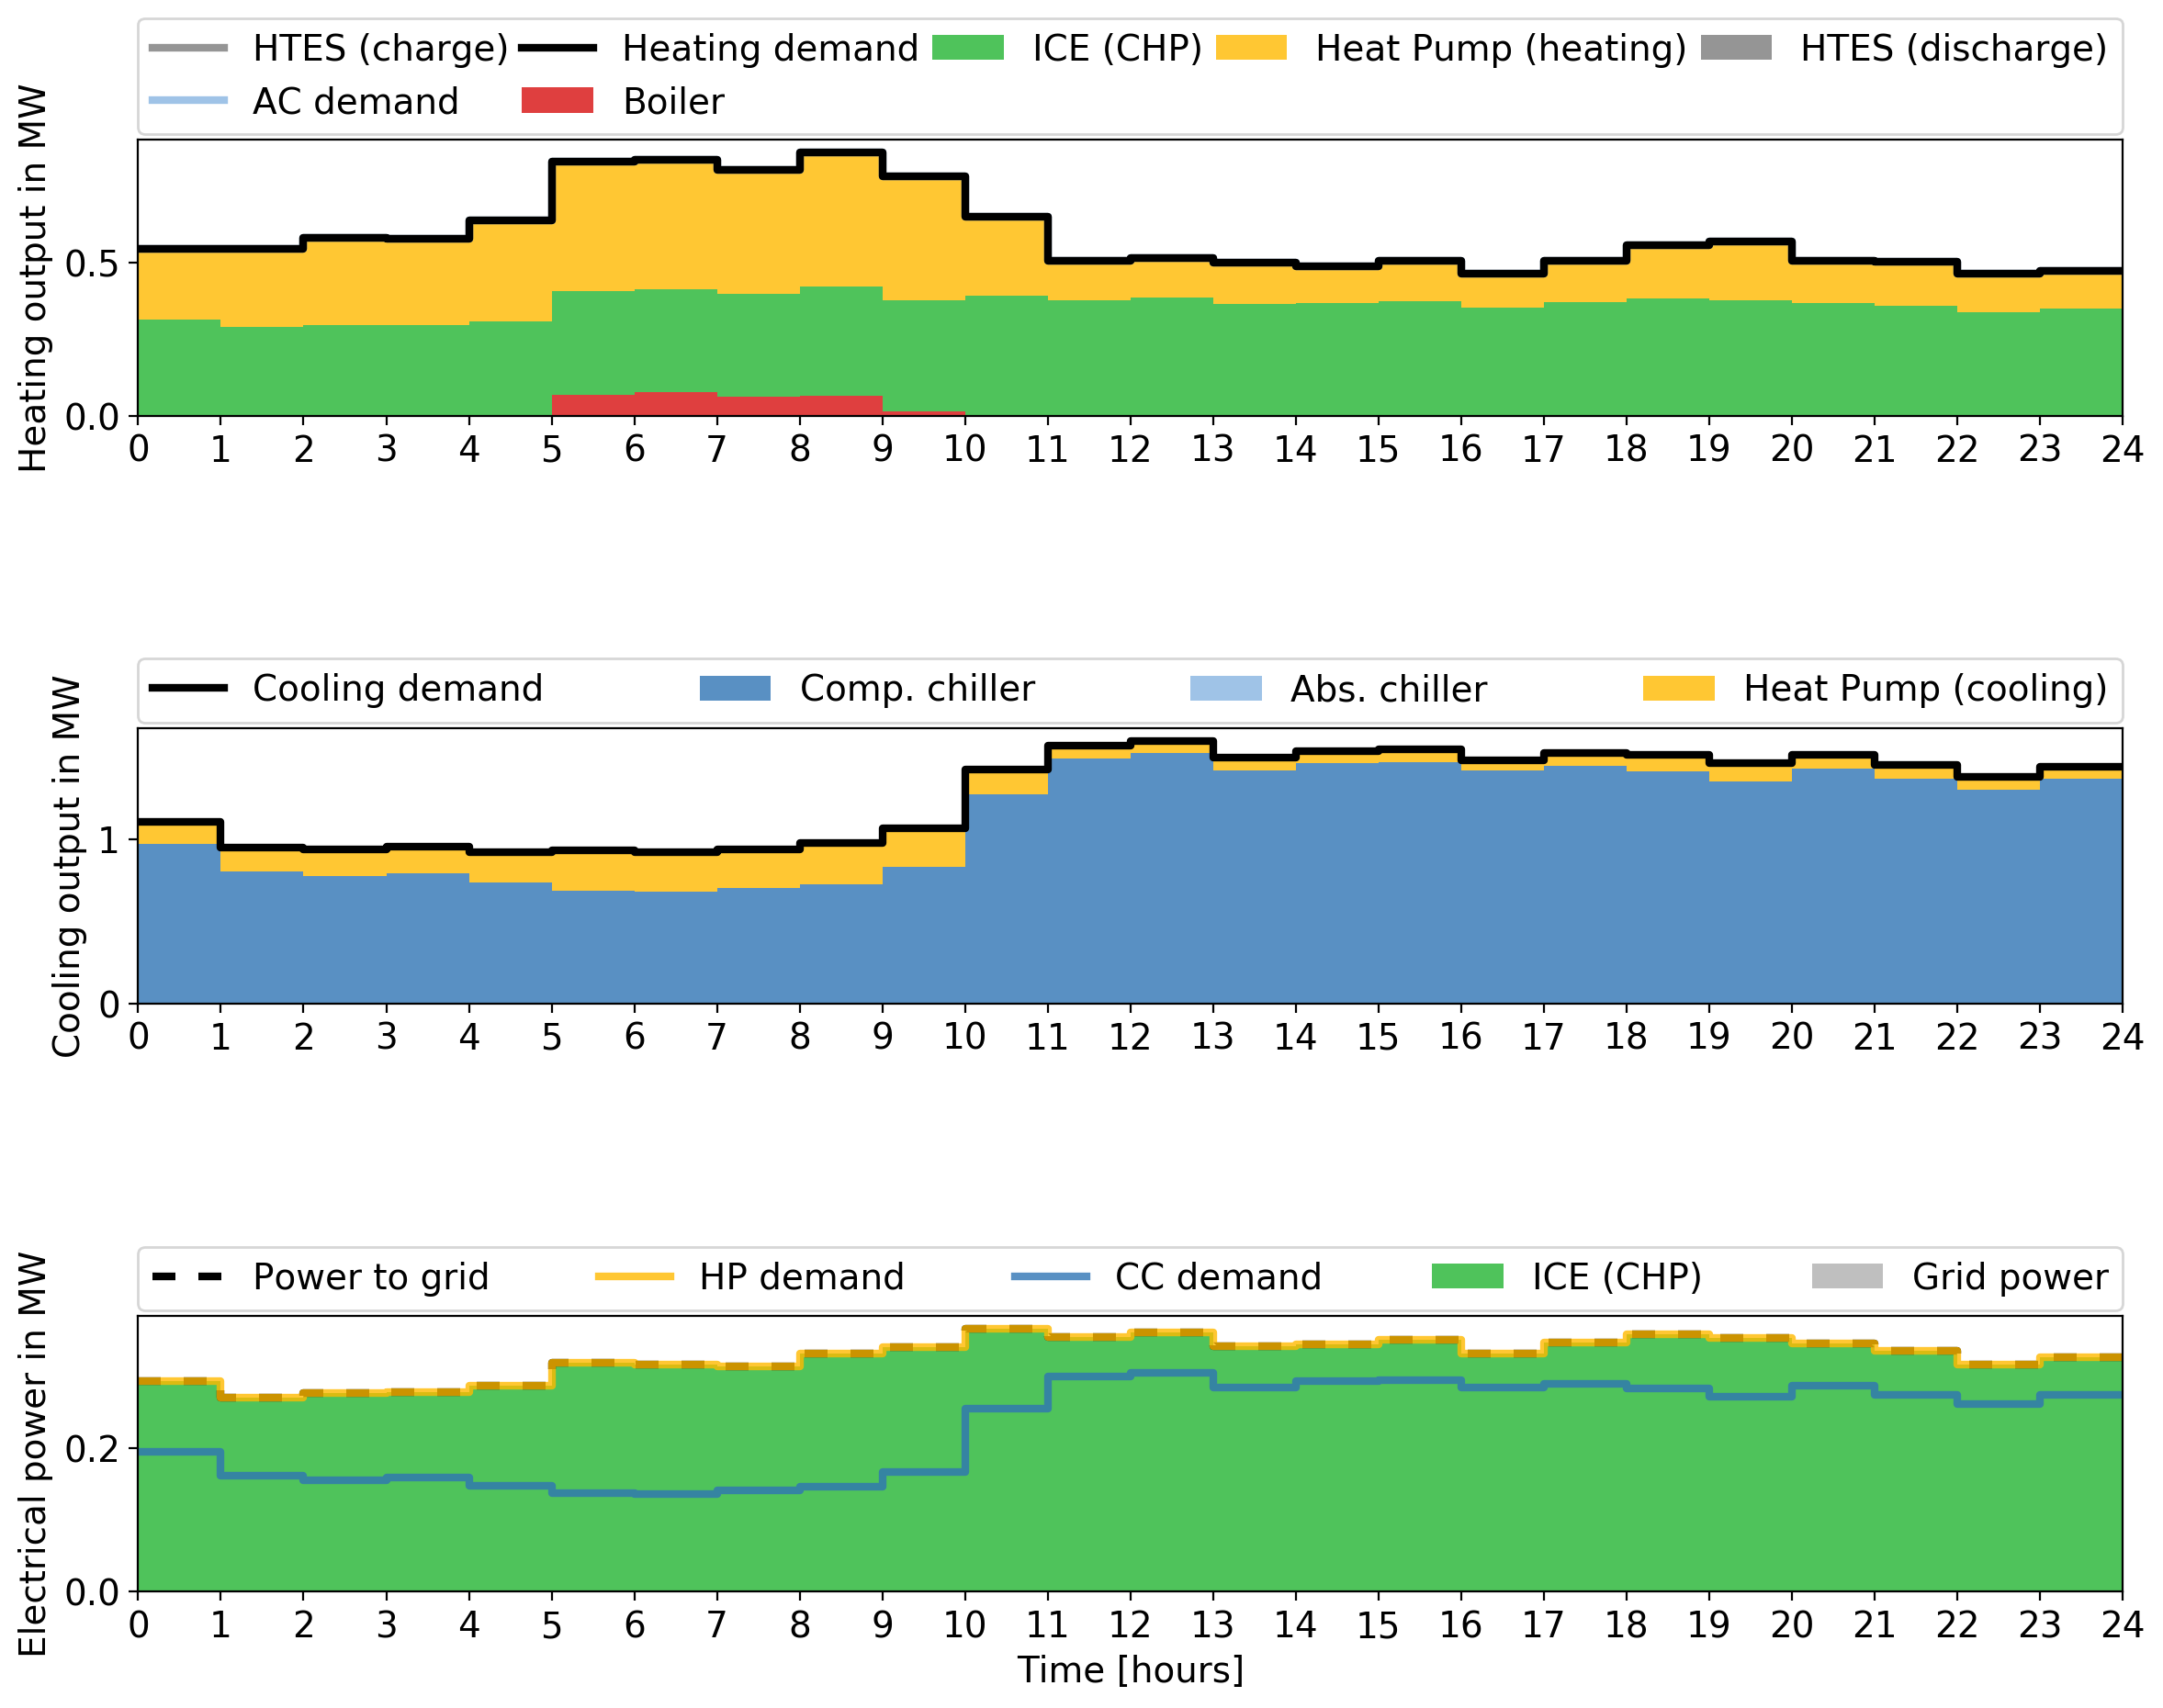 HTES (charge) Heating demand ICE (CHP) Heat Pump (heating) HTES (discharge)
AC demand Boiler
Heating output in MW
0.5
0.0
0 1 2 3 4 5 6 7 8 9 10 11 12 13 14 15 16 17 18 19 20 21 22 23 24
Cooling demand Comp. chiller Abs. chiller Heat Pump (cooling)
Cooling output in MW
1
0
0 1 2 3 4 5 6 7 8 9 10 11 12 13 14 15 16 17 18 19 20 21 22 23 24
Power to grid HP demand CC demand ICE (CHP) Grid power
Electrical power in MW
0.2
0.0
0 1 2 3 4 5 6 7 8 9 10 11 12 13 14 15 16 17 18 19 20 21 22 23 24
Time [hours]